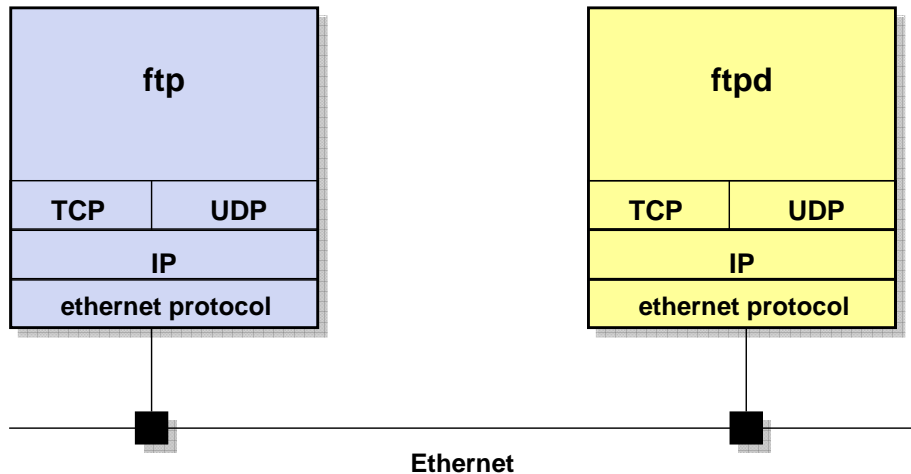 ftp
TCP UDP
IP
ethernet protocol
ftpd
TCP UDP
IP
ethernet protocol
Ethernet